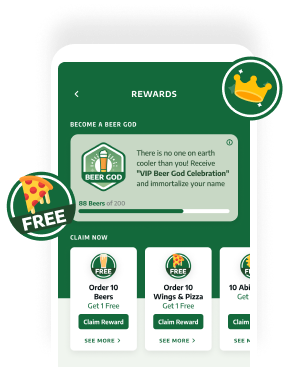 REWARDS
BECOME A BEER GOD
There is no one on earth
cooler than you! Receive
"VIP Beer God Celebration"
and immortalize your name
BEER GOD
88 Beers of 200
FREE
CLAIM NOW
FREE
Order 10
Beers
Get 1 Free
Claim Reward
SEE MORE >
FREE
Order 10
Wings & Pizza
Get 1 Free
Claim Reward
SEE MORE >
10 Abi
Get
Claim
SEE M